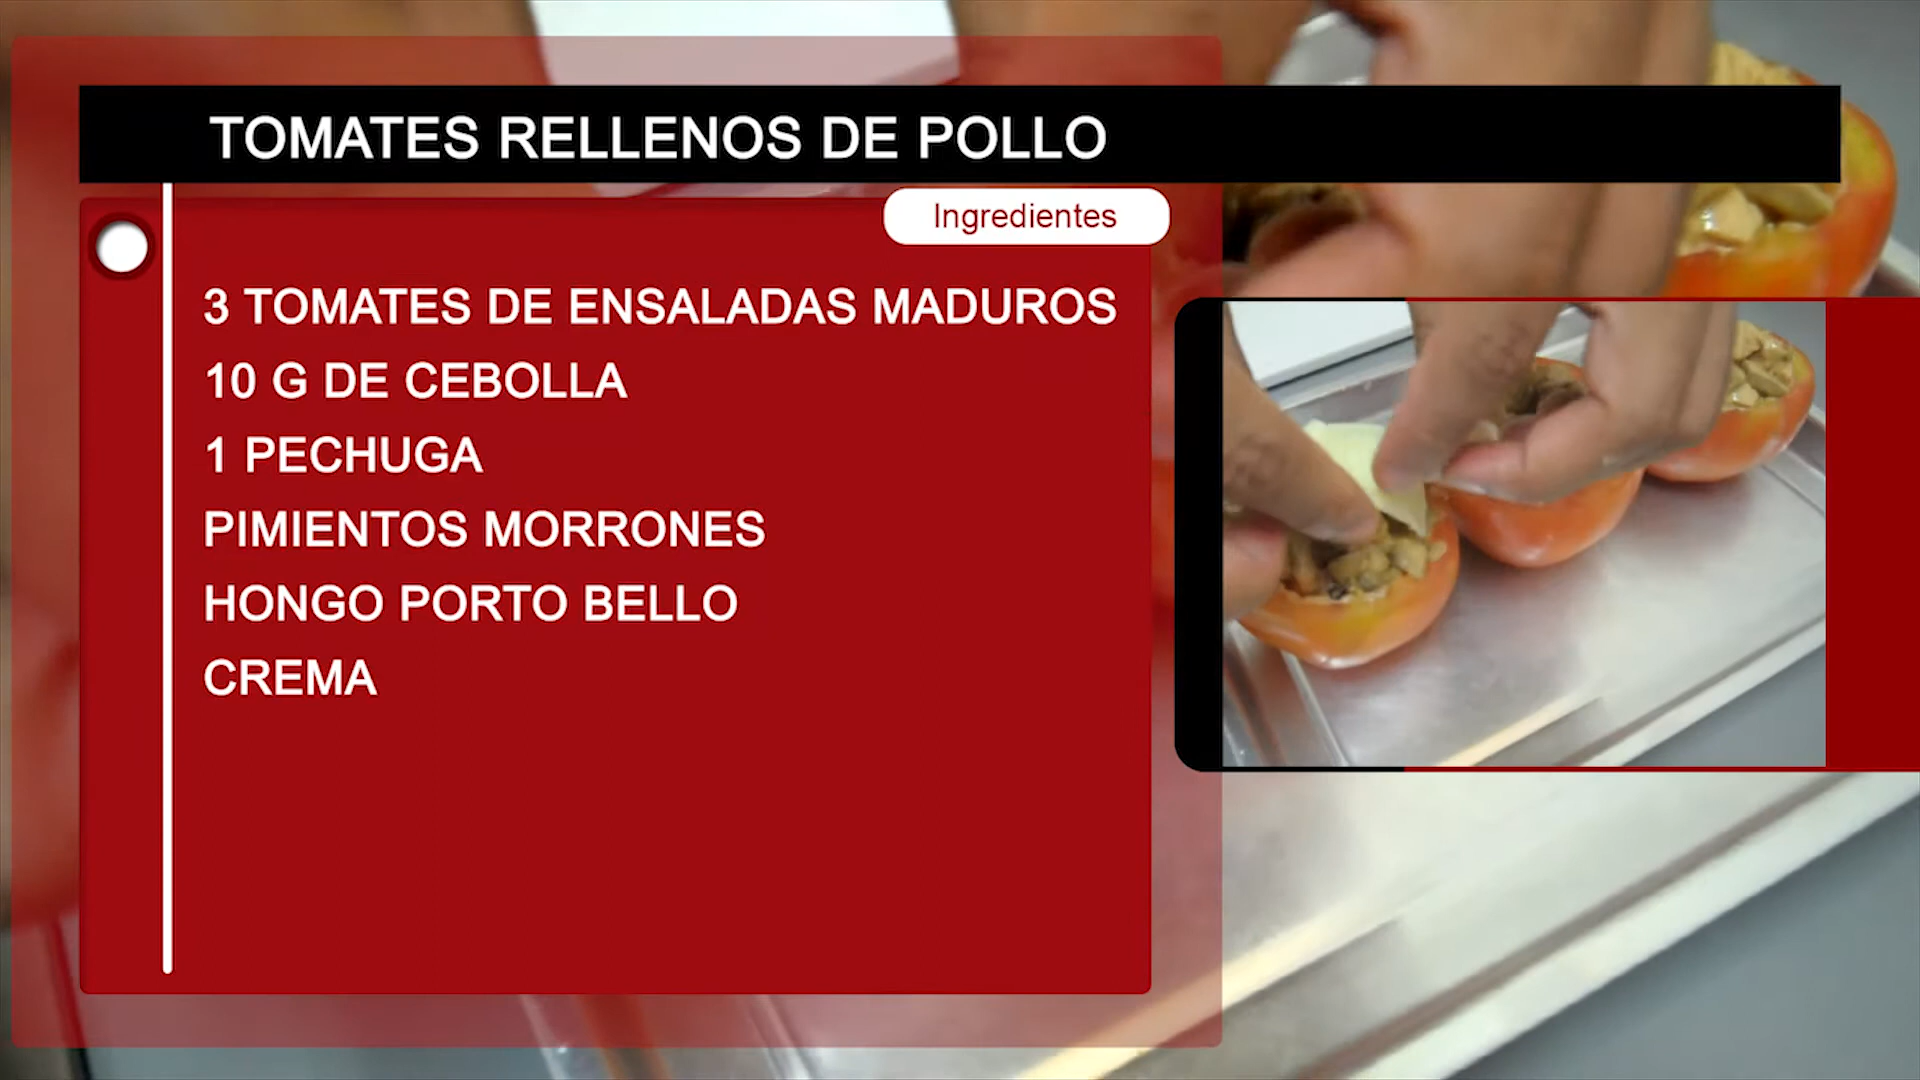 TOMATES RELLENOS DE POLLO
Ingredientes
3 TOMATES DE ENSALADAS MADUROS
10 G DE CEBOLLA
1 PECHUGA
PIMIENTOS MORRONES
HONGO PORTO BELLO
CREMA